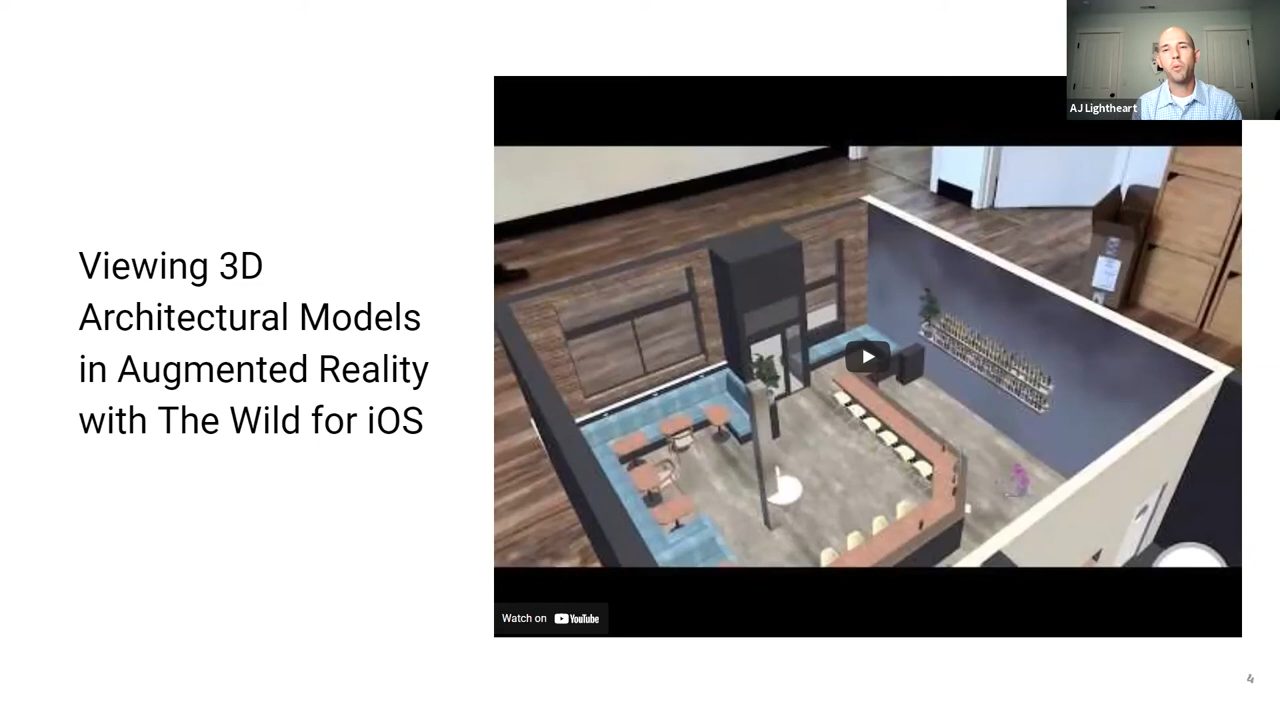 AJ Lightheart
Viewing 3D
Architectural Models
in Augmented Reality
with The Wild for iOS
Watch on YouTube
4